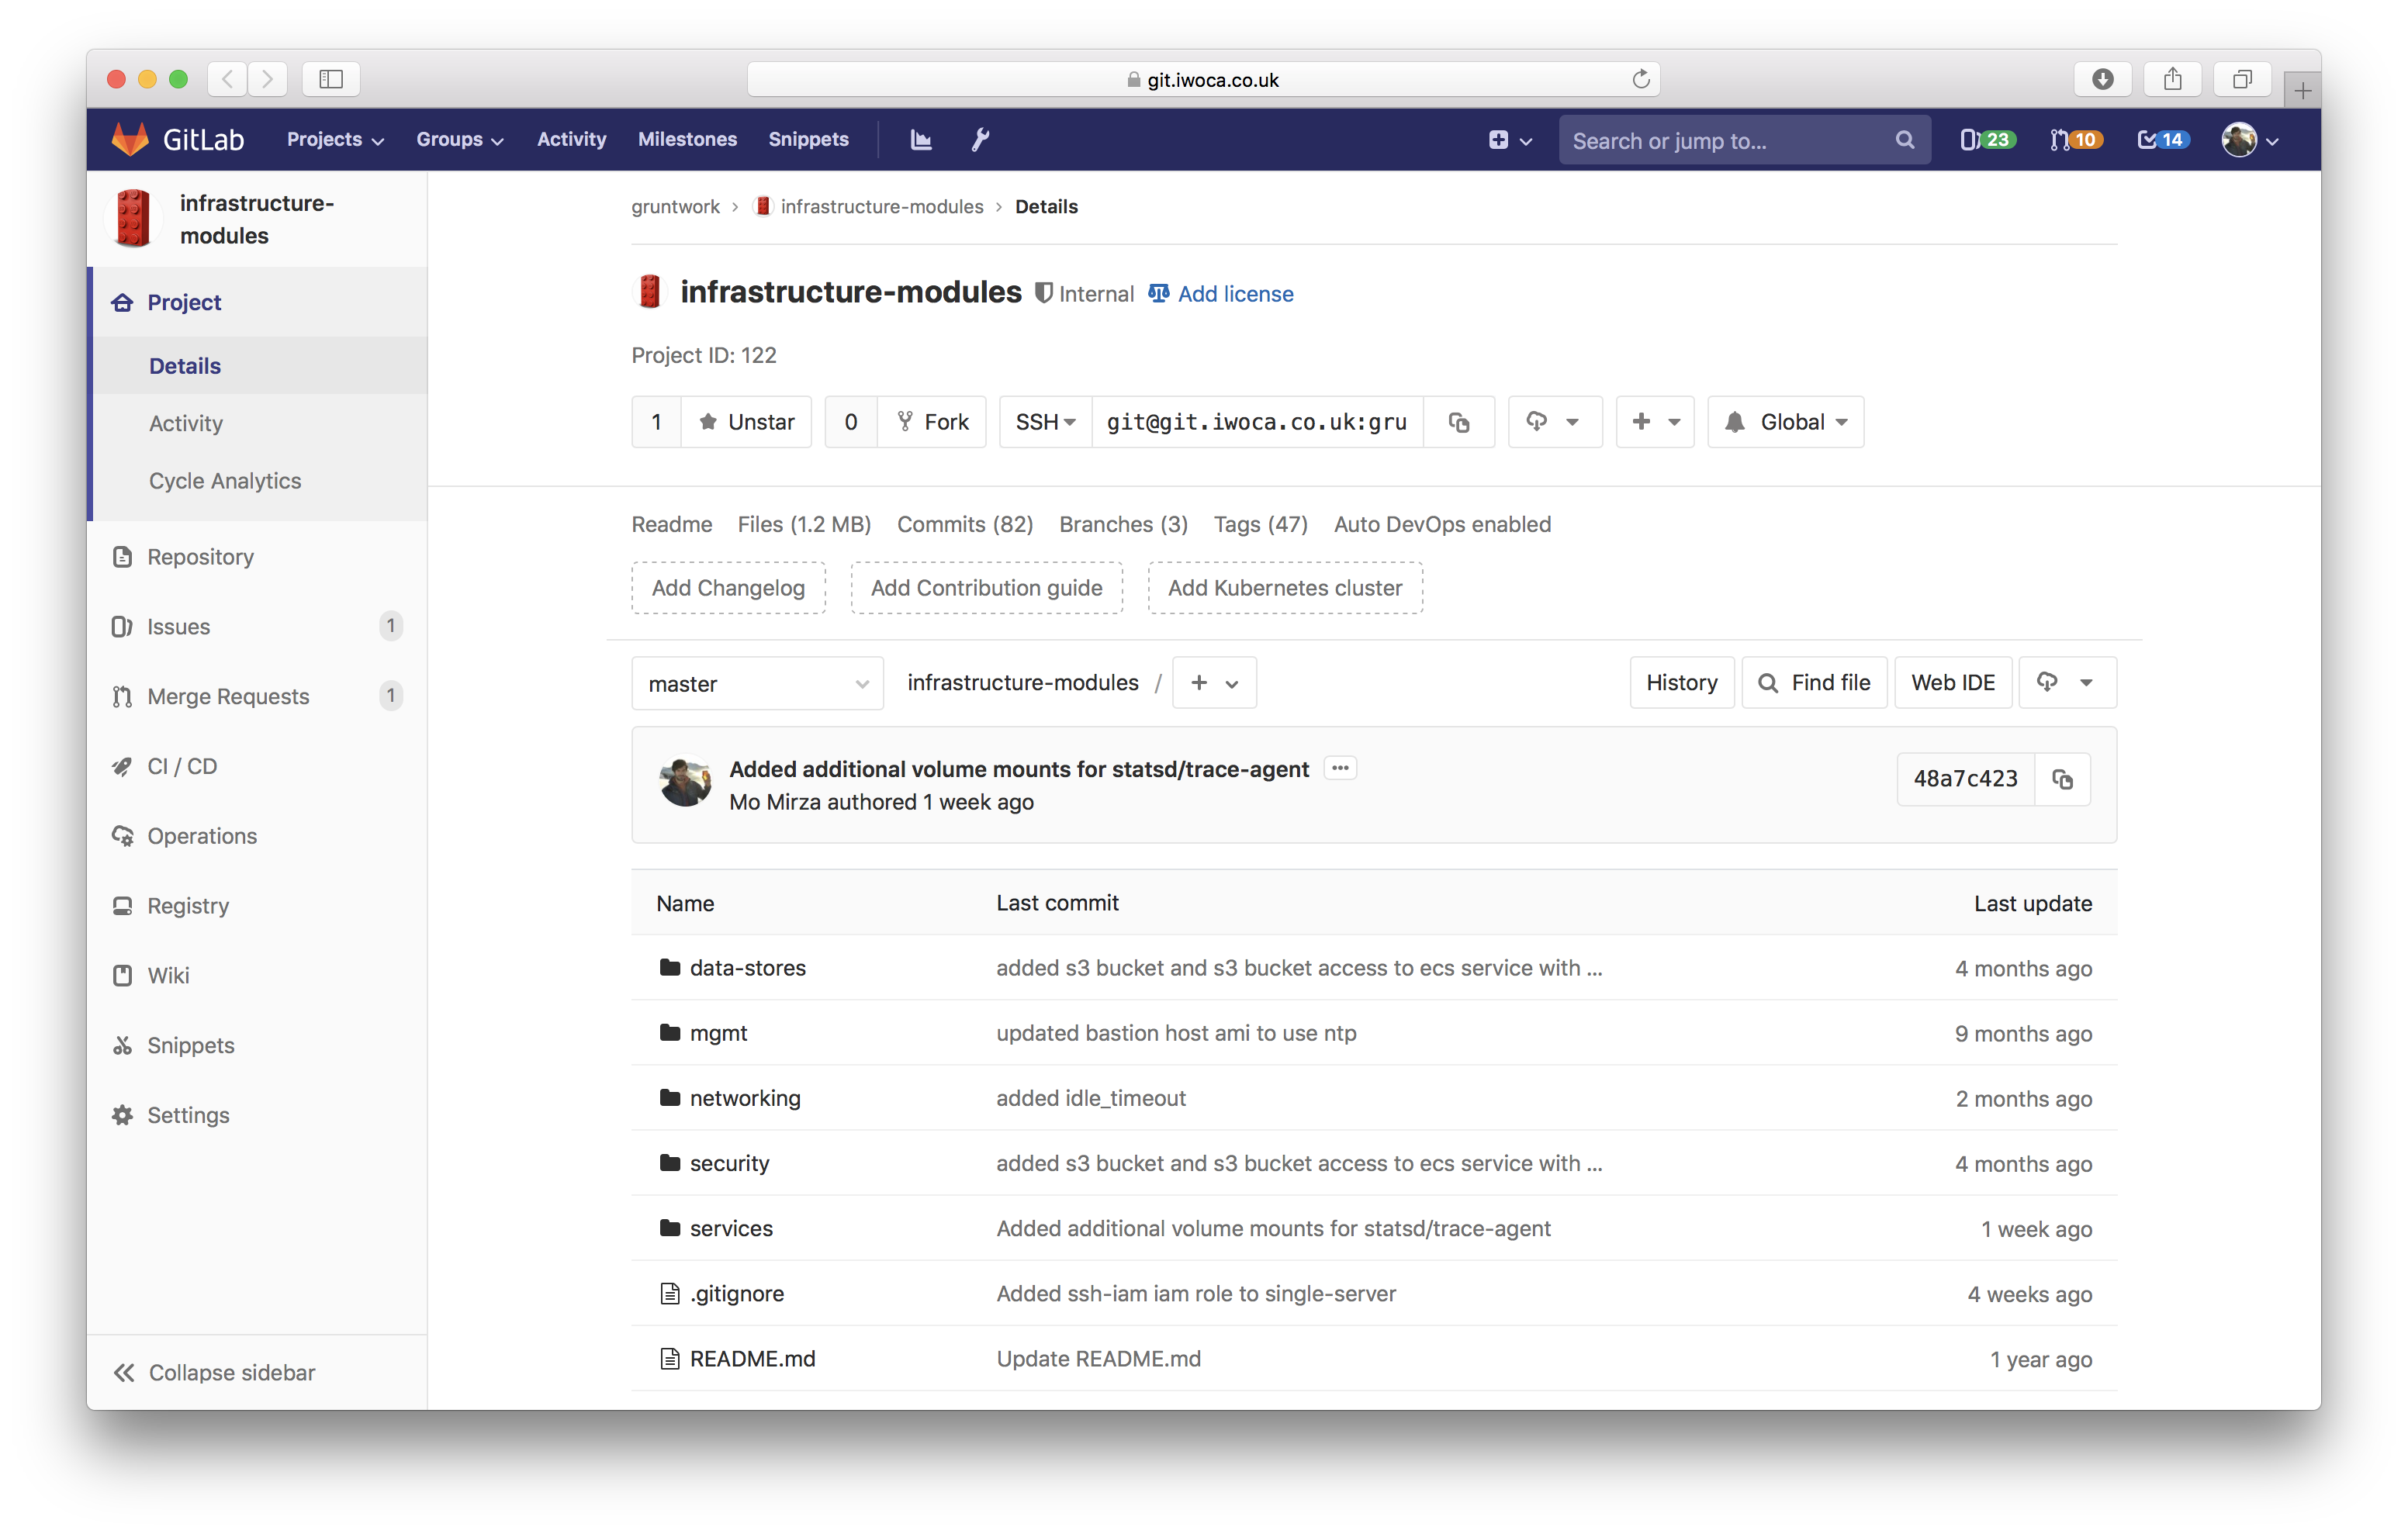 git.iwoca.co.uk
GitLab Projects Groups Activity Milestones Snippets Search or jump to... 23 10 14
infrastructure-
modules
Project
Details
Activity
Cycle Analytics
Repository
Issues 1
Merge Requests 1
CI / CD
Operations
Registry
Wiki
Snippets
Settings
Collapse sidebar
gruntwork › infrastructure-modules › Details
infrastructure-modules Internal Add license
Project ID: 122
1 Unstar 0 Fork SSH git@git.iwoca.co.uk:gru Global
Readme Files (1.2 MB) Commits (82) Branches (3) Tags (47) Auto DevOps enabled
Add Changelog Add Contribution guide Add Kubernetes cluster
master infrastructure-modules / + History Find file Web IDE
Added additional volume mounts for statsd/trace-agent ...
Mo Mirza authored 1 week ago
48a7c423
Name Last commit Last update
data-stores added s3 bucket and s3 bucket access to ecs service with ... 4 months ago
mgmt updated bastion host ami to use ntp 9 months ago
networking added idle_timeout 2 months ago
security added s3 bucket and s3 bucket access to ecs service with ... 4 months ago
services Added additional volume mounts for statsd/trace-agent 1 week ago
.gitignore Added ssh-iam iam role to single-server 4 weeks ago
README.md Update README.md 1 year ago